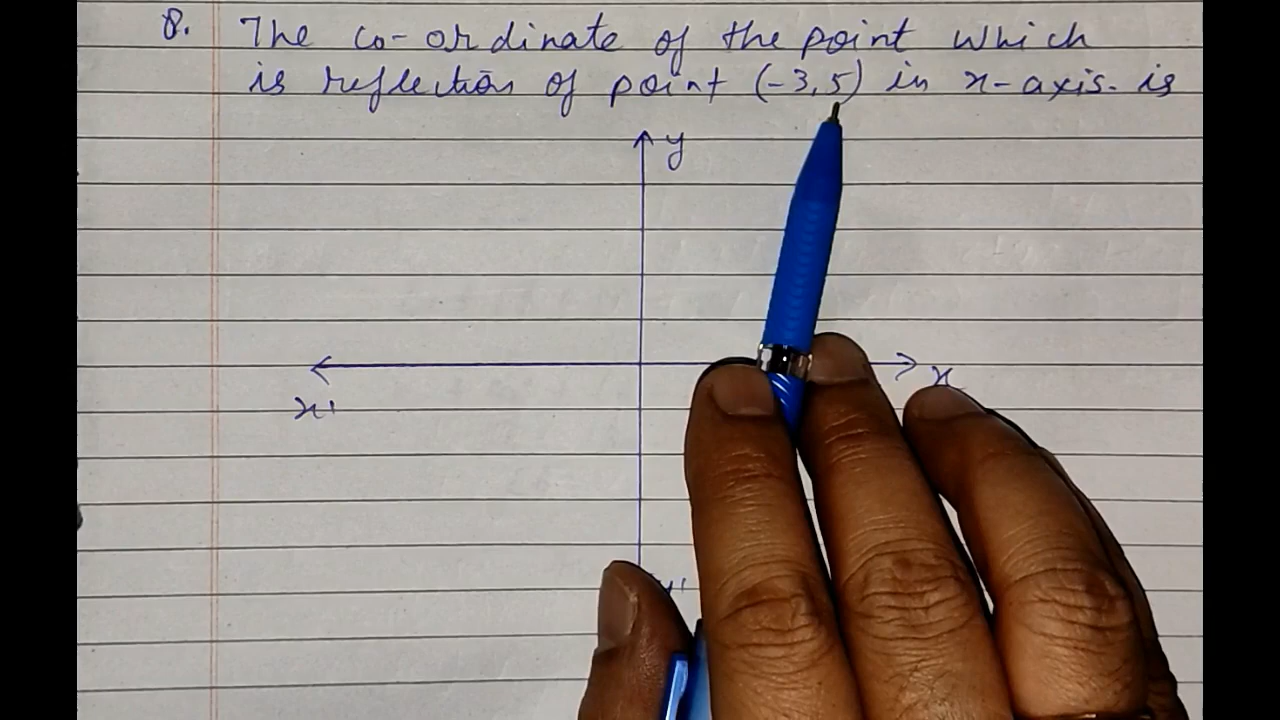 8. The co-ordinate of the point which
is reflection of point (-3,5) in x-axis. is
y
x
x'
y'